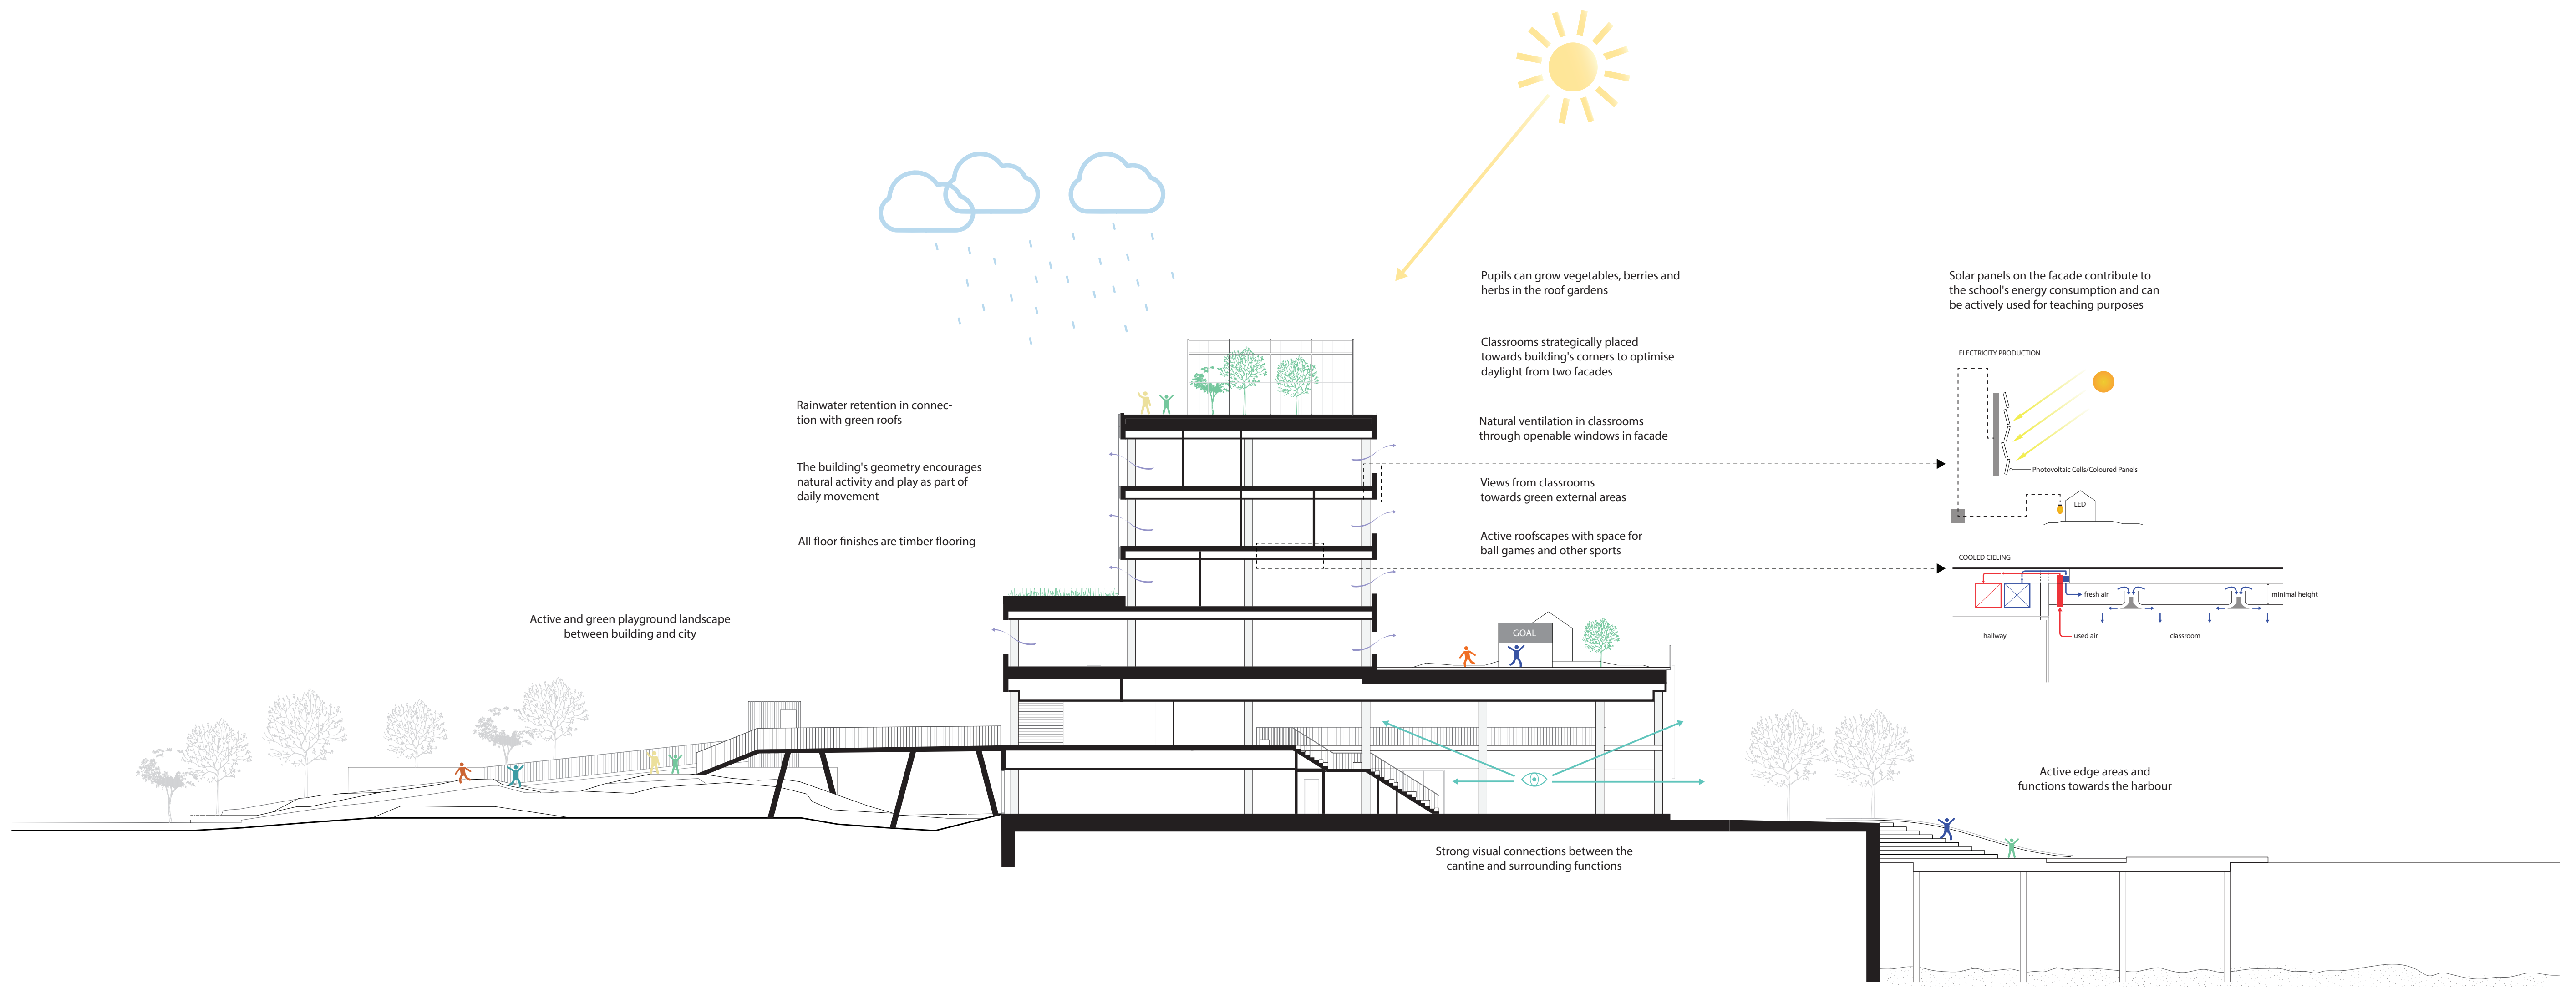 Pupils can grow vegetables, berries and
herbs in the roof gardens
Classrooms strategically placed
towards building's corners to optimise
daylight from two facades
Natural ventilation in classrooms
through openable windows in facade
Views from classrooms
towards green external areas
Active roofscapes with space for
ball games and other sports
Solar panels on the facade contribute to
the school's energy consumption and can
be actively used for teaching purposes
ELECTRICITY PRODUCTION
Photovoltaic Cells/Coloured Panels
LED
COOLED CIELING
fresh air
minimal height
hallway
used air
classroom
Rainwater retention in connec-
tion with green roofs
The building's geometry encourages
natural activity and play as part of
daily movement
All floor finishes are timber flooring
Active and green playground landscape
between building and city
GOAL
Active edge areas and
functions towards the harbour
Strong visual connections between the
cantine and surrounding functions